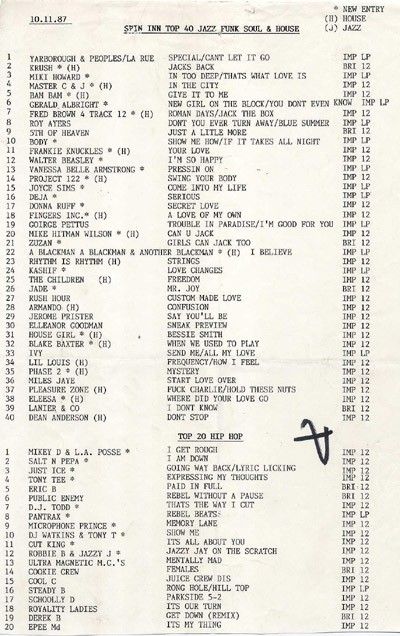 10.11.87
* NEW ENTRY
(H) HOUSE
(J) JAZZ
SPIN INN TOP 40 JAZZ FUNK SOUL & HOUSE
1 YARBOROUGH & PEOPLES/LA RUE SPECIAL/CANT LET IT GO IMP LP
2 KRUSH * (H) JACKS BACK BRI 12
3 MIKI HOWARD * IN TOO DEEP/THATS WHAT LOVE IS IMP LP
4 MASTER C & J * (H) IN THE CITY IMP 12
5 BAM BAM * (H) GIVE IT TO ME IMP 12
6 GERALD ALBRIGHT * NEW GIRL ON THE BLOCK/YOU DONT EVEN KNOW IMP LP
7 FRED BROWN 4 TRACK 12 * (H) ROMAN DAYS/JACK THE BOX IMP 12
8 ROY AYERS DONT YOU EVER TURN AWAY/BLUE SUMMER IMP LP
9 5TH OF HEAVEN JUST A LITLE MORE BRI 12
10 BODY * SHOW ME HOW/IF IT TAKES ALL NIGHT IMP LP
11 FRANKIE KNUCKLES * (H) YOUR LOVE IMP 12
12 WALTER BEASLEY * I'M SO HAPPY IMP 12
13 VANESSA BELLE ARMSTRONG * PRESSIN ON IMP LP
14 PROJECT 122 * (H) SWING YOUR BODY IMP 12
15 JOYCE SIMS * COME INTO MY LIFE IMP LP
16 DEJA * SERIOUS IMP LP
17 DONNA RUFF * SECRET LOVE IMP 12
18 FINGERS INC.* (H) A LOVE OF MY OWN IMP 12
19 GOIRGE PETTUS TROUBLE IN PARADISE/I'M GOOD FOR YOU IMP LP
20 MIKE HITMAN WILSON * (H) CAN U JACK IMP 12
21 ZUZAN * GIRLS CAN JACK TOO BRI 12
22 A BLACKMAN A BLACKMAN & ANOTHER BLACKMAN * (H) I BELIEVE IMP LP
23 RHYTHM IS RHYTHM (H) STRINGS IMP 12
24 KASHIF * LOVE CHANGES IMP LP
25 THE CHILDREN (H) FREEDOM IMP 12
26 JADE * MR. JOY BRI 12
27 RUSH HOUR CUSTOM MADE LOVE IMP 12
28 ARMANDO (H) CONFUSION IMP 12
29 JEROME PRISTER SAY YOU'LL BE IMP 12
30 ELLEANOR GOODMAN SNEAK PREVIEW IMP 12
31 HOUSE GIRL * (H) BESSIE SMITH IMP 12
32 BLAKE BAXTER * (H) WHEN WE USED TO PLAY IMP 12
33 IVY SEND ME/ALL MY LOVE IMP LP
34 LIL LOUIS (H) FREQUENCY/HOW I FEEL IMP 12
35 PHASE 2 * (H) MYSTERY IMP 12
36 MILES JAYE START LOVE OVER IMP 12
37 PLEASURE ZONE (H) FUCK CHARLIE/HOLD THESE NUTS IMP 12
38 ELEESA * (H) WHERE DID YOUR LOVE GO IMP 12
39 LANIER & CO I DONT KNOW BRI 12
40 DEAN ANDERSON (H) DONT STOP IMP 12
TOP 20 HIP HOP
1 MIKEY D & L.A. POSSE * I GET ROUGH IMP 12
2 SALT N PEPA * I AM DOWN IMP 12
3 JUST ICE * GOING WAY BACK/LYRIC LICKING IMP 12
4 TONY TEE * EXPRESSING MY THOUGHTS IMP 12
5 ERIC B PAID IN FULL BRI 12
6 PUBLIC ENEMY REBEL WITHOUT A PAUSE BRI 12
7 D.J. TODD * THATS THE WAY I CUT IMP 12
8 PANTRAX * REBEL BEATS IMP LP
9 MICROPHONE PRINCE * MEMORY LANE IMP 12
10 DJ WATKINS & TONY T * SHOW ME IMP 12
11 CUT KING * ITS ALL ABOUT YOU IMP 12
12 ROBBIE B & JAZZY J * JAZZY JAY ON THE SCRATCH IMP 12
13 ULTRA MAGNETIC M.C.'S MENTALLY MAD IMP 12
14 COOKIE CREW FEMALES BRI 12
15 COOL C JUICE CREW DIS IMP 12
16 STEADY B RONG HOLE/HILL TOP IMP LP
17 SCHOOLLY D PARKSIDE 5-2 IMP 12
18 ROYALITY LADIES ITS OUR TURN IMP 12
19 DEREK B GET DOWN (REMIX) BRI 12
20 EPEE Md ITS MY THING IMP 12